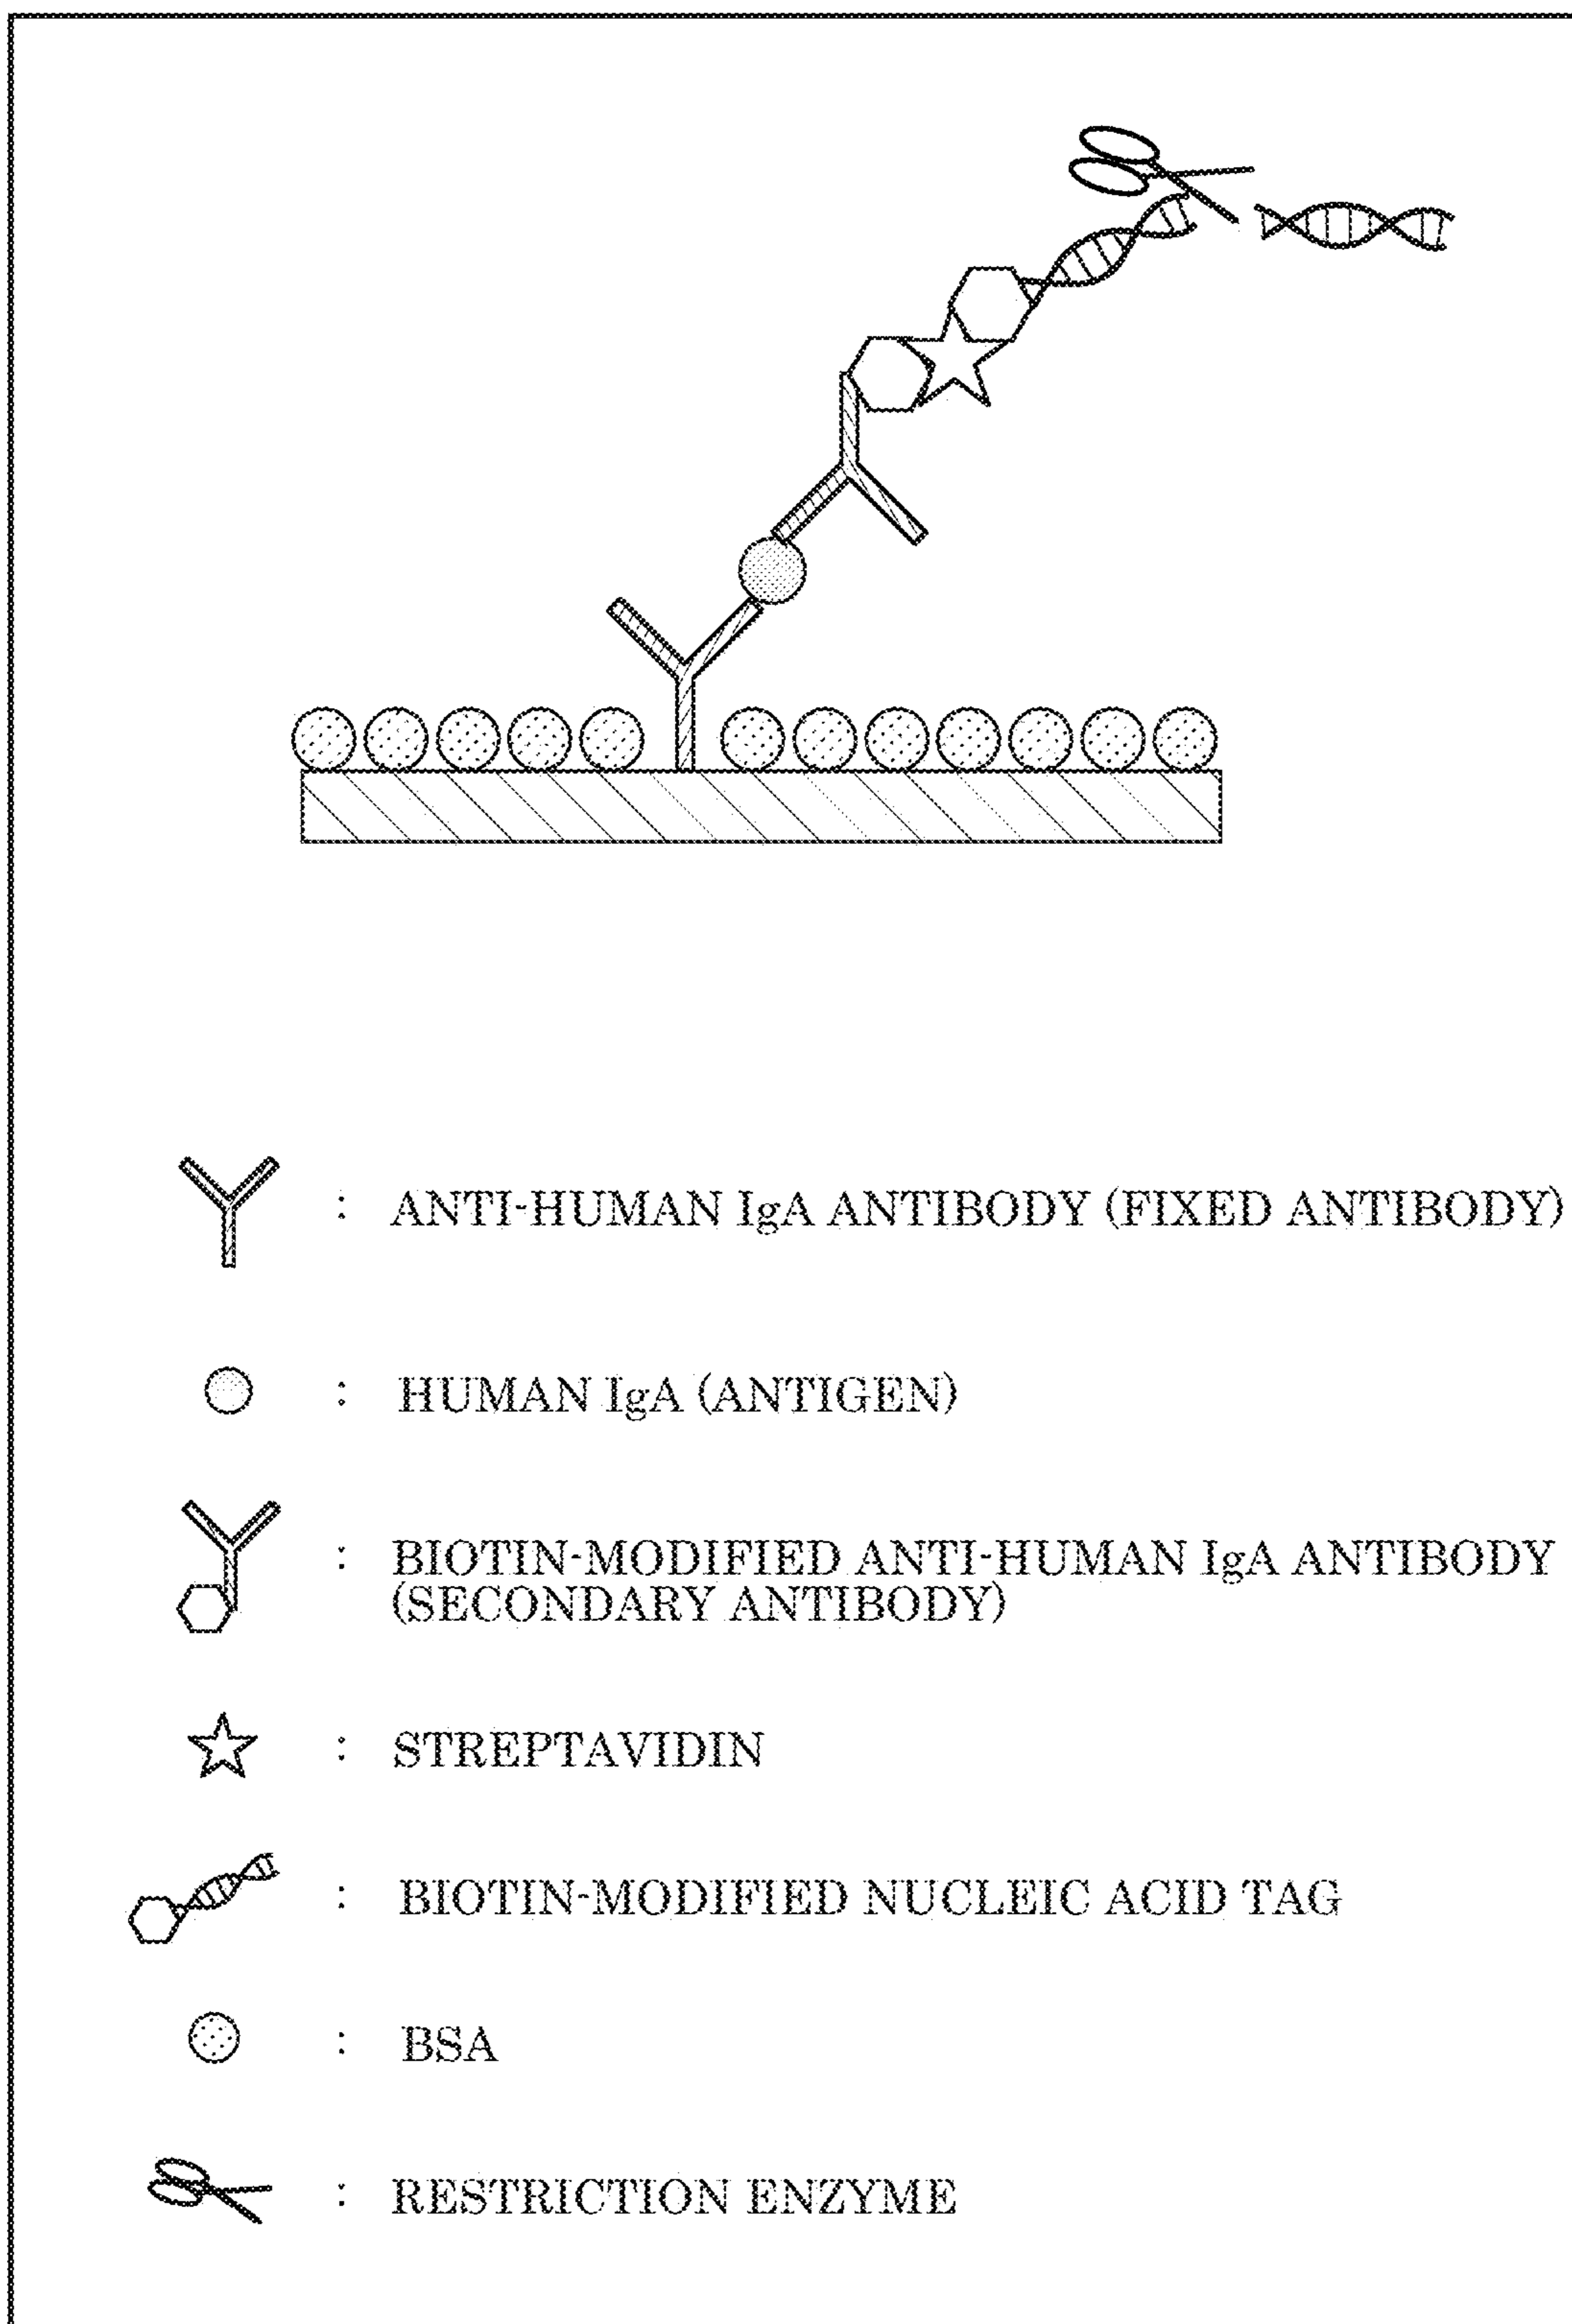 : ANTI-HUMAN IgA ANTIBODY (FIXED ANTIBODY)
: HUMAN IgA (ANTIGEN)
: BIOTIN-MODIFIED ANTI-HUMAN IgA ANTIBODY
(SECONDARY ANTIBODY)
: STREPTAVIDIN
: BIOTIN-MODIFIED NUCLEIC ACID TAG
: BSA
: RESTRICTION ENZYME